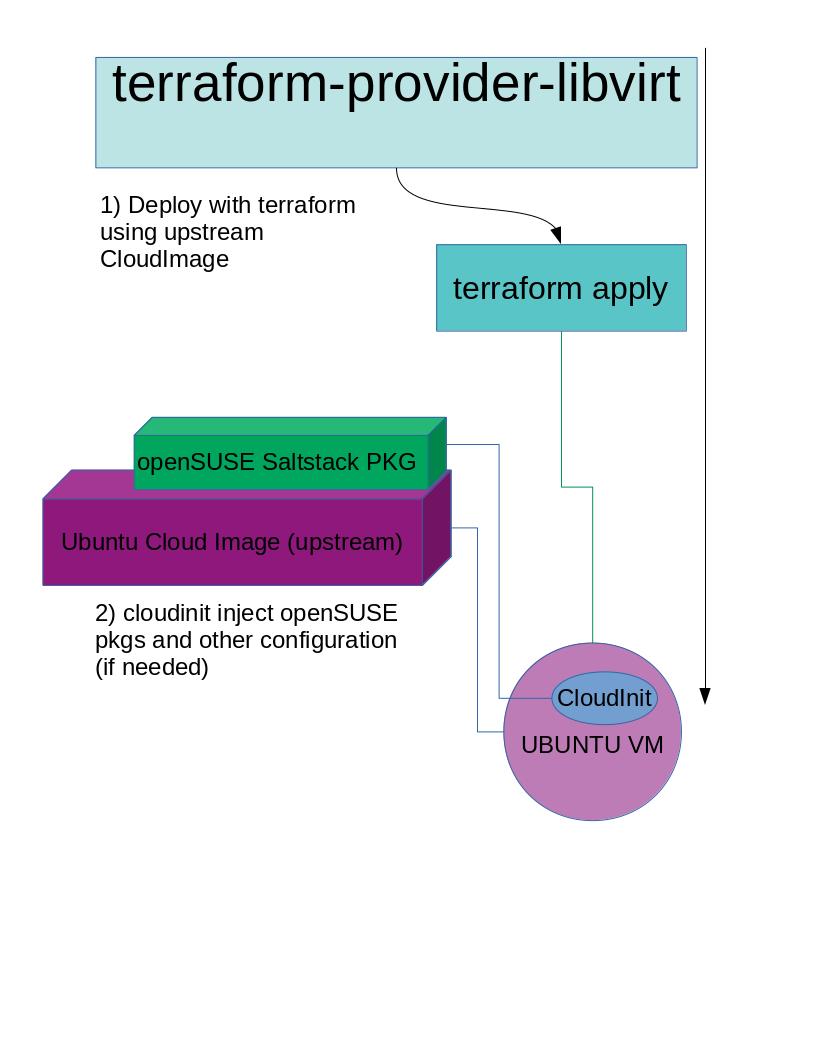 terraform-provider-libvirt
1) Deploy with terraform
using upstream
CloudImage
terraform apply
openSUSE Saltstack PKG
Ubuntu Cloud Image (upstream)
2) cloudinit inject openSUSE
pkgs and other configuration
(if needed)
CloudInit
UBUNTU VM